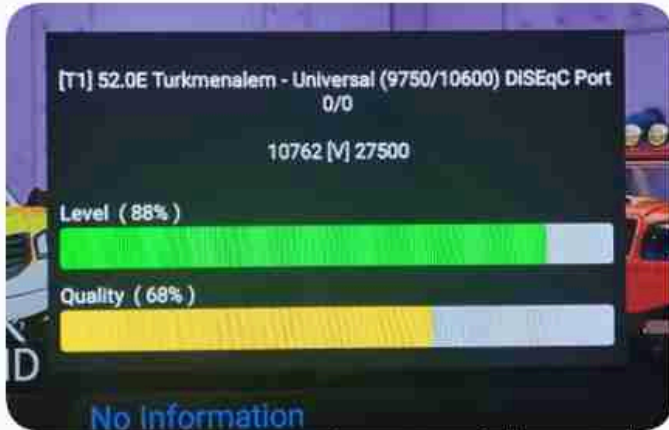 [T1] 52.0E Turkmenalem - Universal (9750/10600) DiSEqC Port
0/0
10762 [V] 27500
Level ( 88% )
Quality ( 68% )
No Information